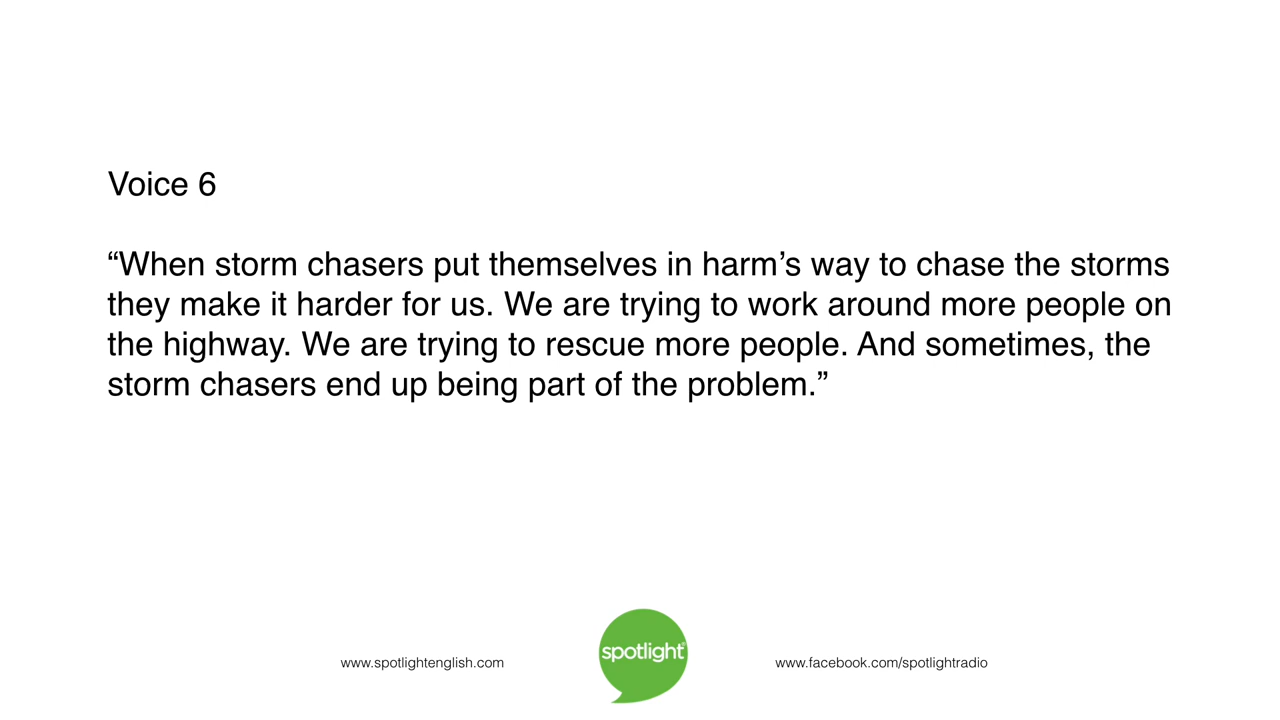 Voice 6
“When storm chasers put themselves in harm’s way to chase the storms
they make it harder for us. We are trying to work around more people on
the highway. We are trying to rescue more people. And sometimes, the
storm chasers end up being part of the problem.”
www.spotlightenglish.com
spotlight®
www.facebook.com/spotlightradio